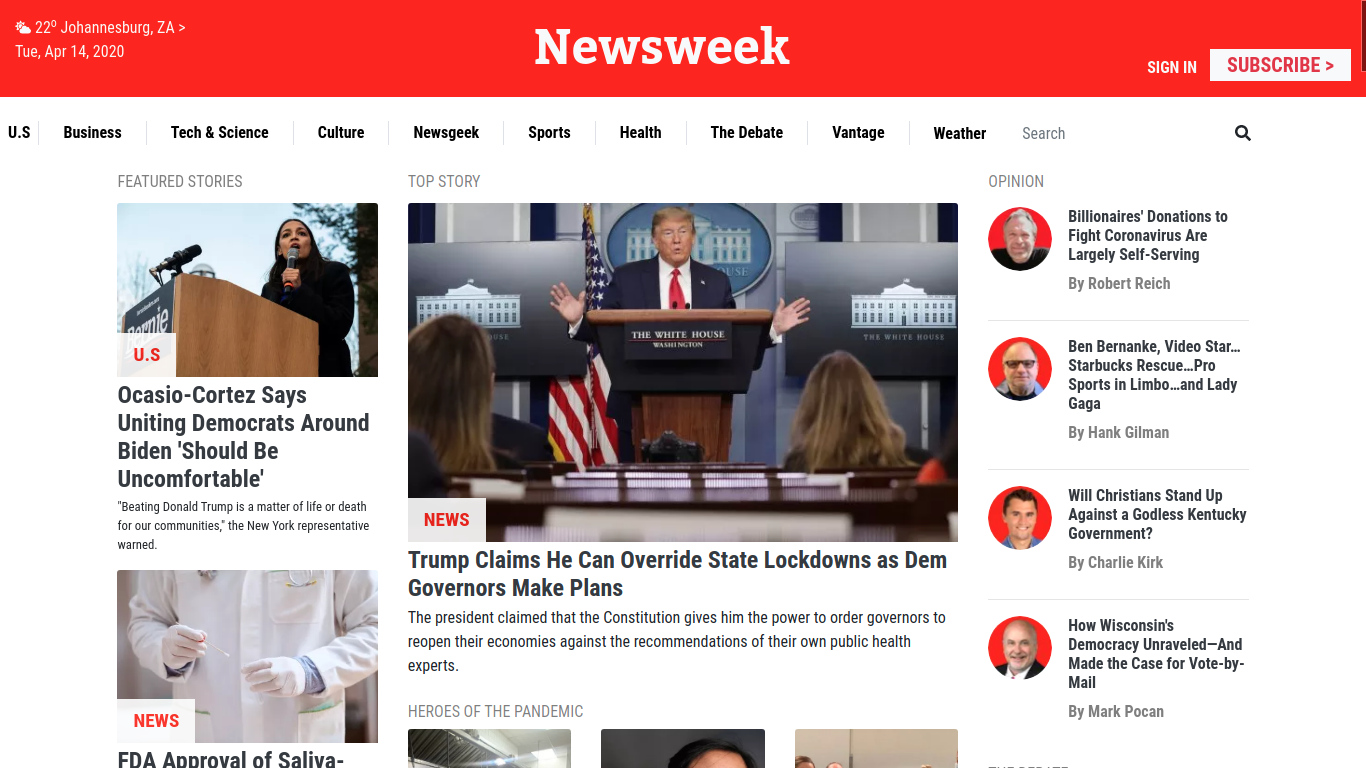 22⁰ Johannesburg, ZA >
Tue, Apr 14, 2020
Newsweek
SIGN IN
SUBSCRIBE >
U.S
Business
Tech & Science
Culture
Newsgeek
Sports
Health
The Debate
Vantage
Weather
Search
FEATURED STORIES
U.S
Ocasio-Cortez Says
Uniting Democrats Around
Biden 'Should Be
Uncomfortable'
"Beating Donald Trump is a matter of life or death
for our communities," the New York representative
warned.
NEWS
FDA Approval of Saliva-
TOP STORY
THE WHITE HOUSE
WASHINGTON
THE WHITE HOUSE
NEWS
Trump Claims He Can Override State Lockdowns as Dem
Governors Make Plans
The president claimed that the Constitution gives him the power to order governors to
reopen their economies against the recommendations of their own public health
experts.
HEROES OF THE PANDEMIC
OPINION
Billionaires' Donations to
Fight Coronavirus Are
Largely Self-Serving
By Robert Reich
Ben Bernanke, Video Star…
Starbucks Rescue…Pro
Sports in Limbo…and Lady
Gaga
By Hank Gilman
Will Christians Stand Up
Against a Godless Kentucky
Government?
By Charlie Kirk
How Wisconsin's
Democracy Unraveled—And
Made the Case for Vote-by-
Mail
By Mark Pocan